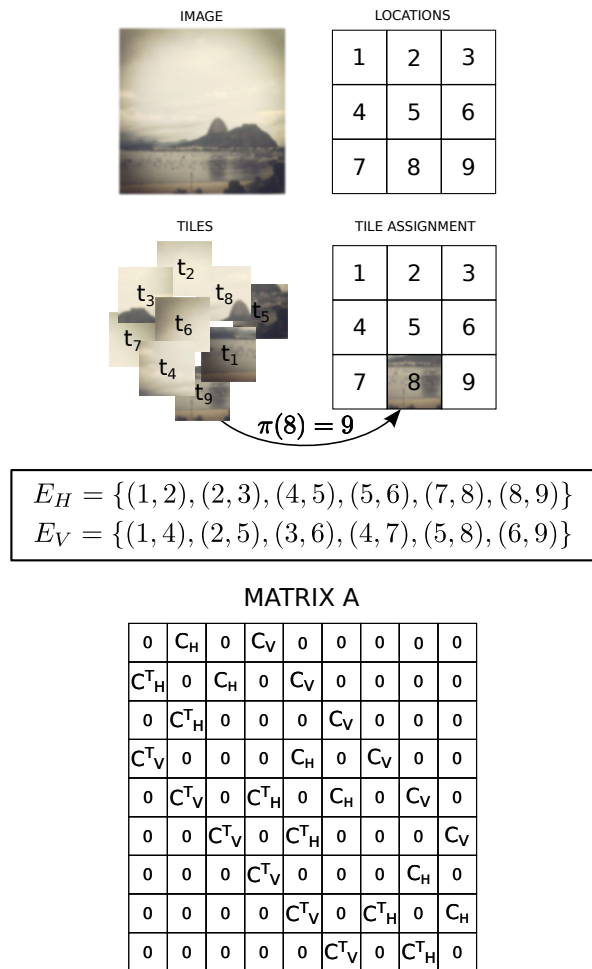 IMAGE
LOCATIONS
1 2 3
4 5 6
7 8 9
TILES
TILE ASSIGNMENT
t2
t3 t8
t5
t6
t7 t1
t4
t9
1 2 3
4 5 6
7 8 9
π(8) = 9
E_H = {(1, 2), (2, 3), (4, 5), (5, 6), (7, 8), (8, 9)}
E_V = {(1, 4), (2, 5), (3, 6), (4, 7), (5, 8), (6, 9)}
MATRIX A
0 C_H 0 C_V 0 0 0 0 0
C^T_H 0 C_H 0 C_V 0 0 0 0
0 C^T_H 0 0 0 C_V 0 0 0
C^T_V 0 0 0 C_H 0 C_V 0 0
0 C^T_V 0 C^T_H 0 C_H 0 C_V 0
0 0 C^T_V 0 C^T_H 0 0 0 C_V
0 0 0 C^T_V 0 0 0 C_H 0
0 0 0 0 C^T_V 0 C^T_H 0 C_H
0 0 0 0 0 C^T_V 0 C^T_H 0